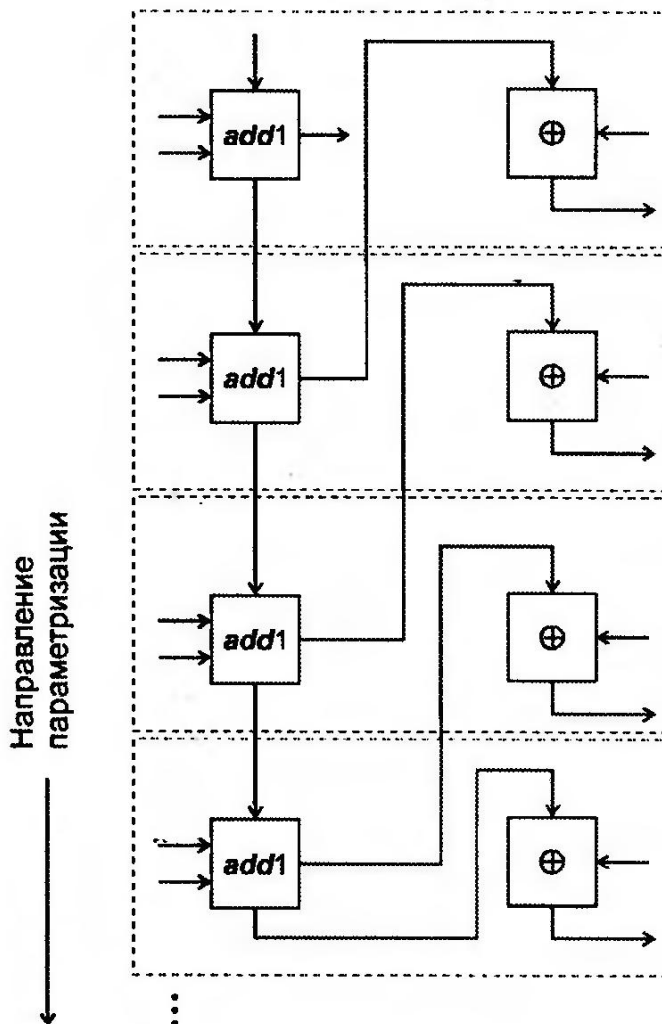 add1
⊕
add1
⊕
add1
⊕
add1
⊕
Направление
параметризации
...